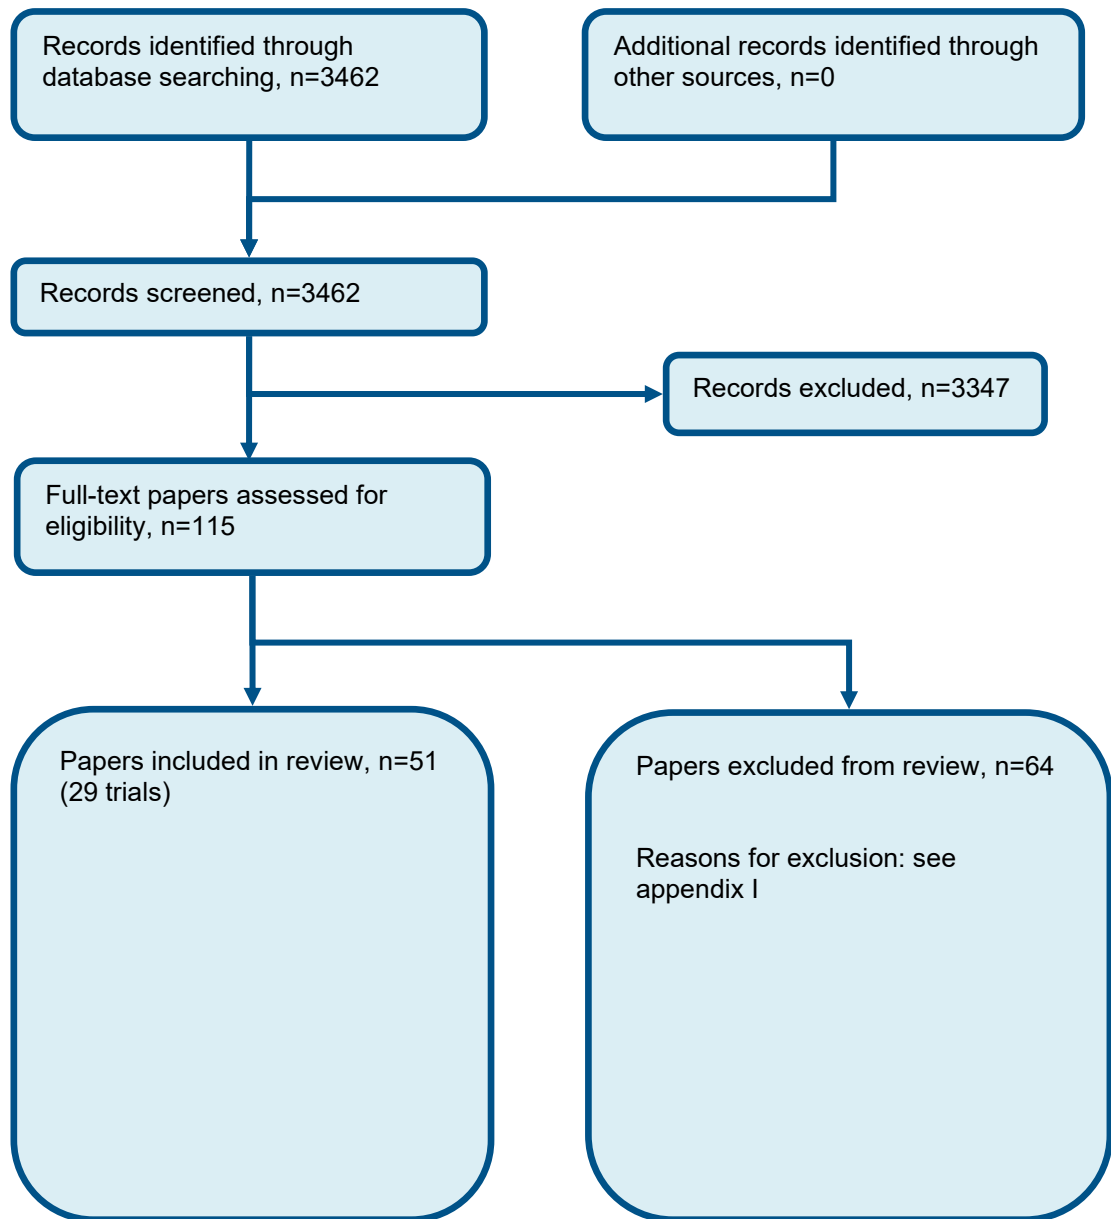 Records identified through
database searching, n=3462
Additional records identified through
other sources, n=0
Records screened, n=3462
Records excluded, n=3347
Full-text papers assessed for
eligibility, n=115
Papers included in review, n=51
(29 trials)
Papers excluded from review, n=64
Reasons for exclusion: see
appendix I